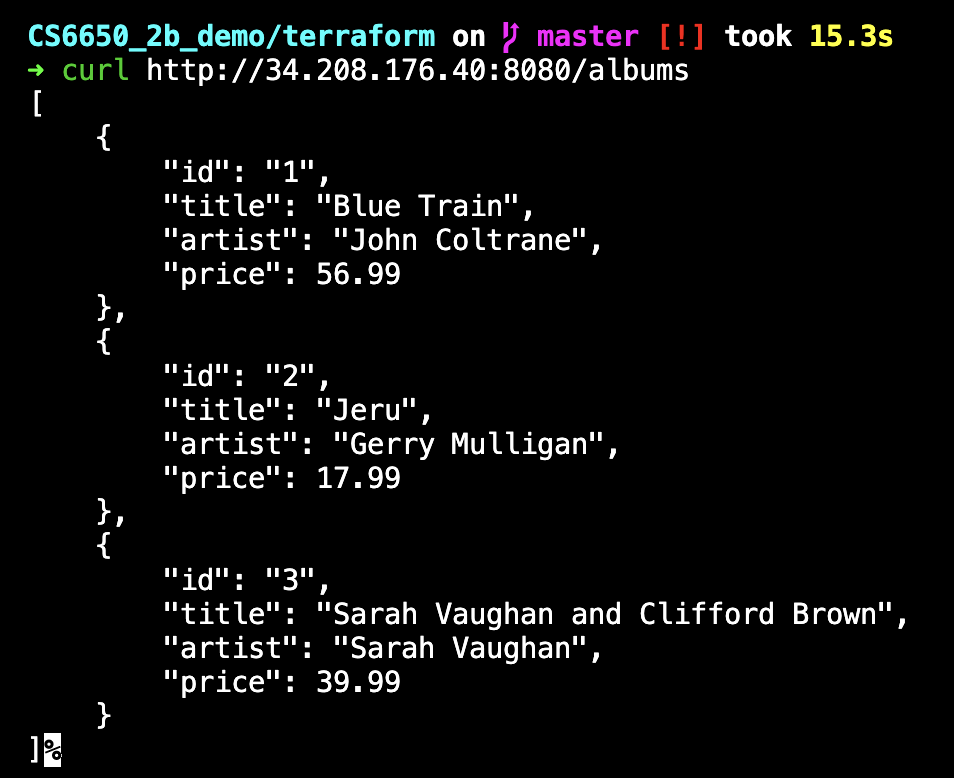 CS6650_2b_demo/terraform on master [!] took 15.3s
→ curl http://34.208.176.40:8080/albums
[
    {
        "id": "1",
        "title": "Blue Train",
        "artist": "John Coltrane",
        "price": 56.99
    },
    {
        "id": "2",
        "title": "Jeru",
        "artist": "Gerry Mulligan",
        "price": 17.99
    },
    {
        "id": "3",
        "title": "Sarah Vaughan and Clifford Brown",
        "artist": "Sarah Vaughan",
        "price": 39.99
    }
]%